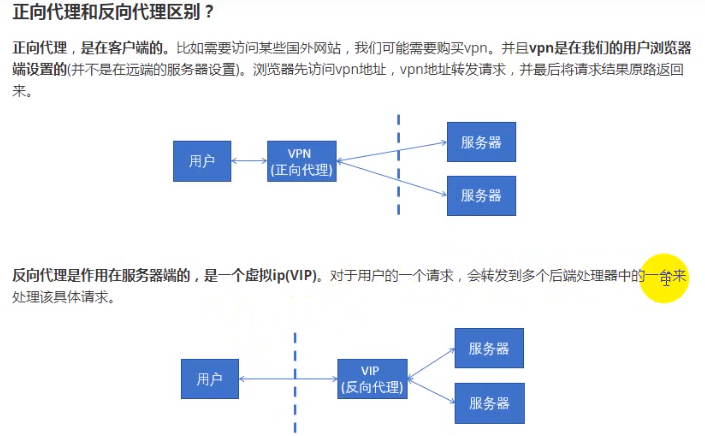 正向代理和反向代理区别？
正向代理，是在客户端的。比如需要访问某些国外网站，我们可能需要购买vpn。并且vpn是在我们的用户浏览器
端设置的(并不是在远端的服务器设置)。浏览器先访问vpn地址，vpn地址转发请求，并最后将请求结果原路返回
来。
用户
VPN
(正向代理)
服务器
服务器
反向代理是作用在服务器端的，是一个虚拟ip(VIP)。对于用户的一个请求，会转发到多个后端处理器中的一台来
处理该具体请求。
用户
VIP
(反向代理)
服务器
服务器